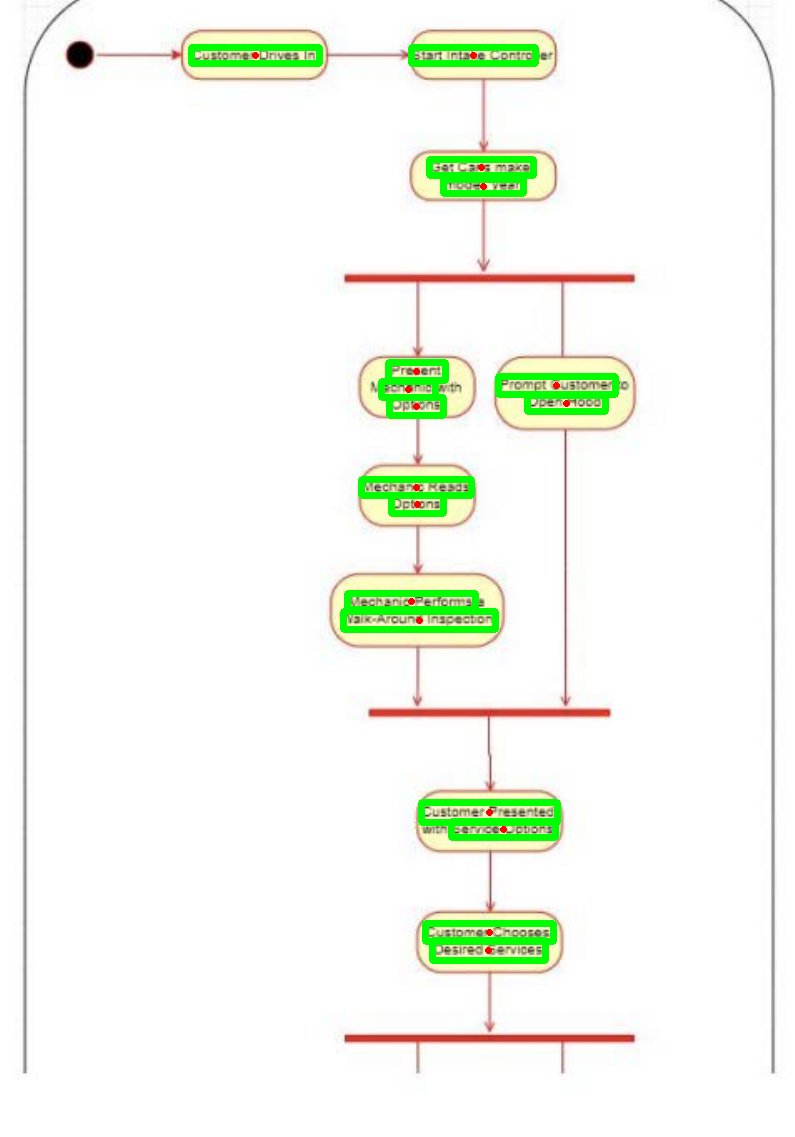 Customer Drives In
Start Intake Controller
Get Cars make
model year
Present
Mechanic with
Options
Prompt Customer to
Open Hood
Mechanic Reads
Options
Mechanic Performs a
Walk-Around Inspection
Customer Presented
with Service Options
Customer Chooses
Desired Services